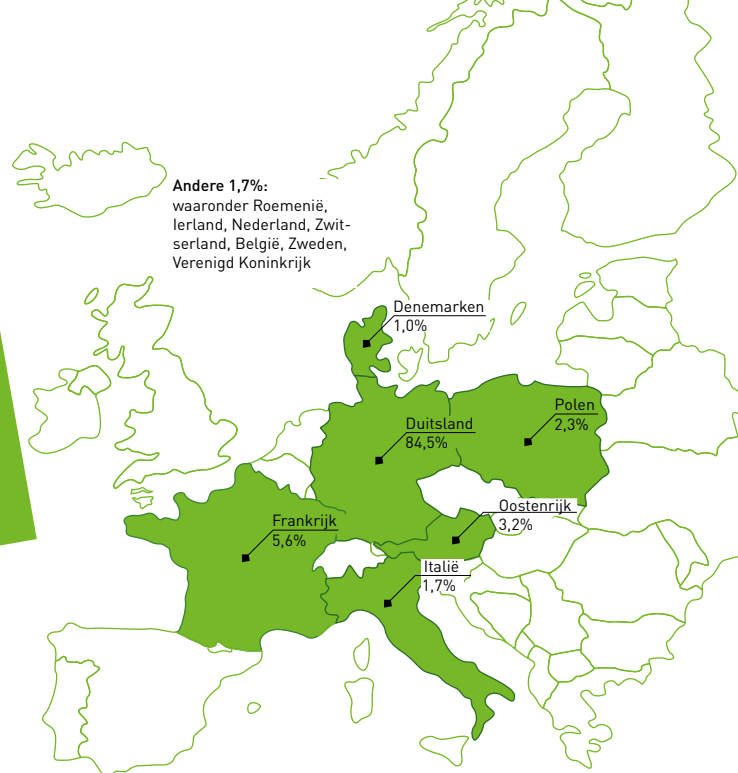 Andere 1,7%:
waaronder Roemenië,
Ierland, Nederland, Zwit-
serland, België, Zweden,
Verenigd Koninkrijk
Denemarken
1,0%
Polen
2,3%
Duitsland
84,5%
Oostenrijk
3,2%
Frankrijk
5,6%
Italië
1,7%